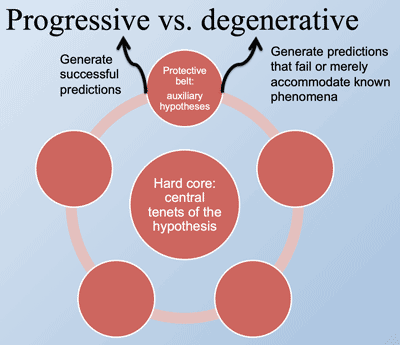 Progressive vs. degenerative
Generate
successful
predictions
Generate predictions
that fail or merely
accommodate known
phenomena
Protective
belt:
auxiliary
hypotheses
Hard core:
central
tenets of the
hypothesis